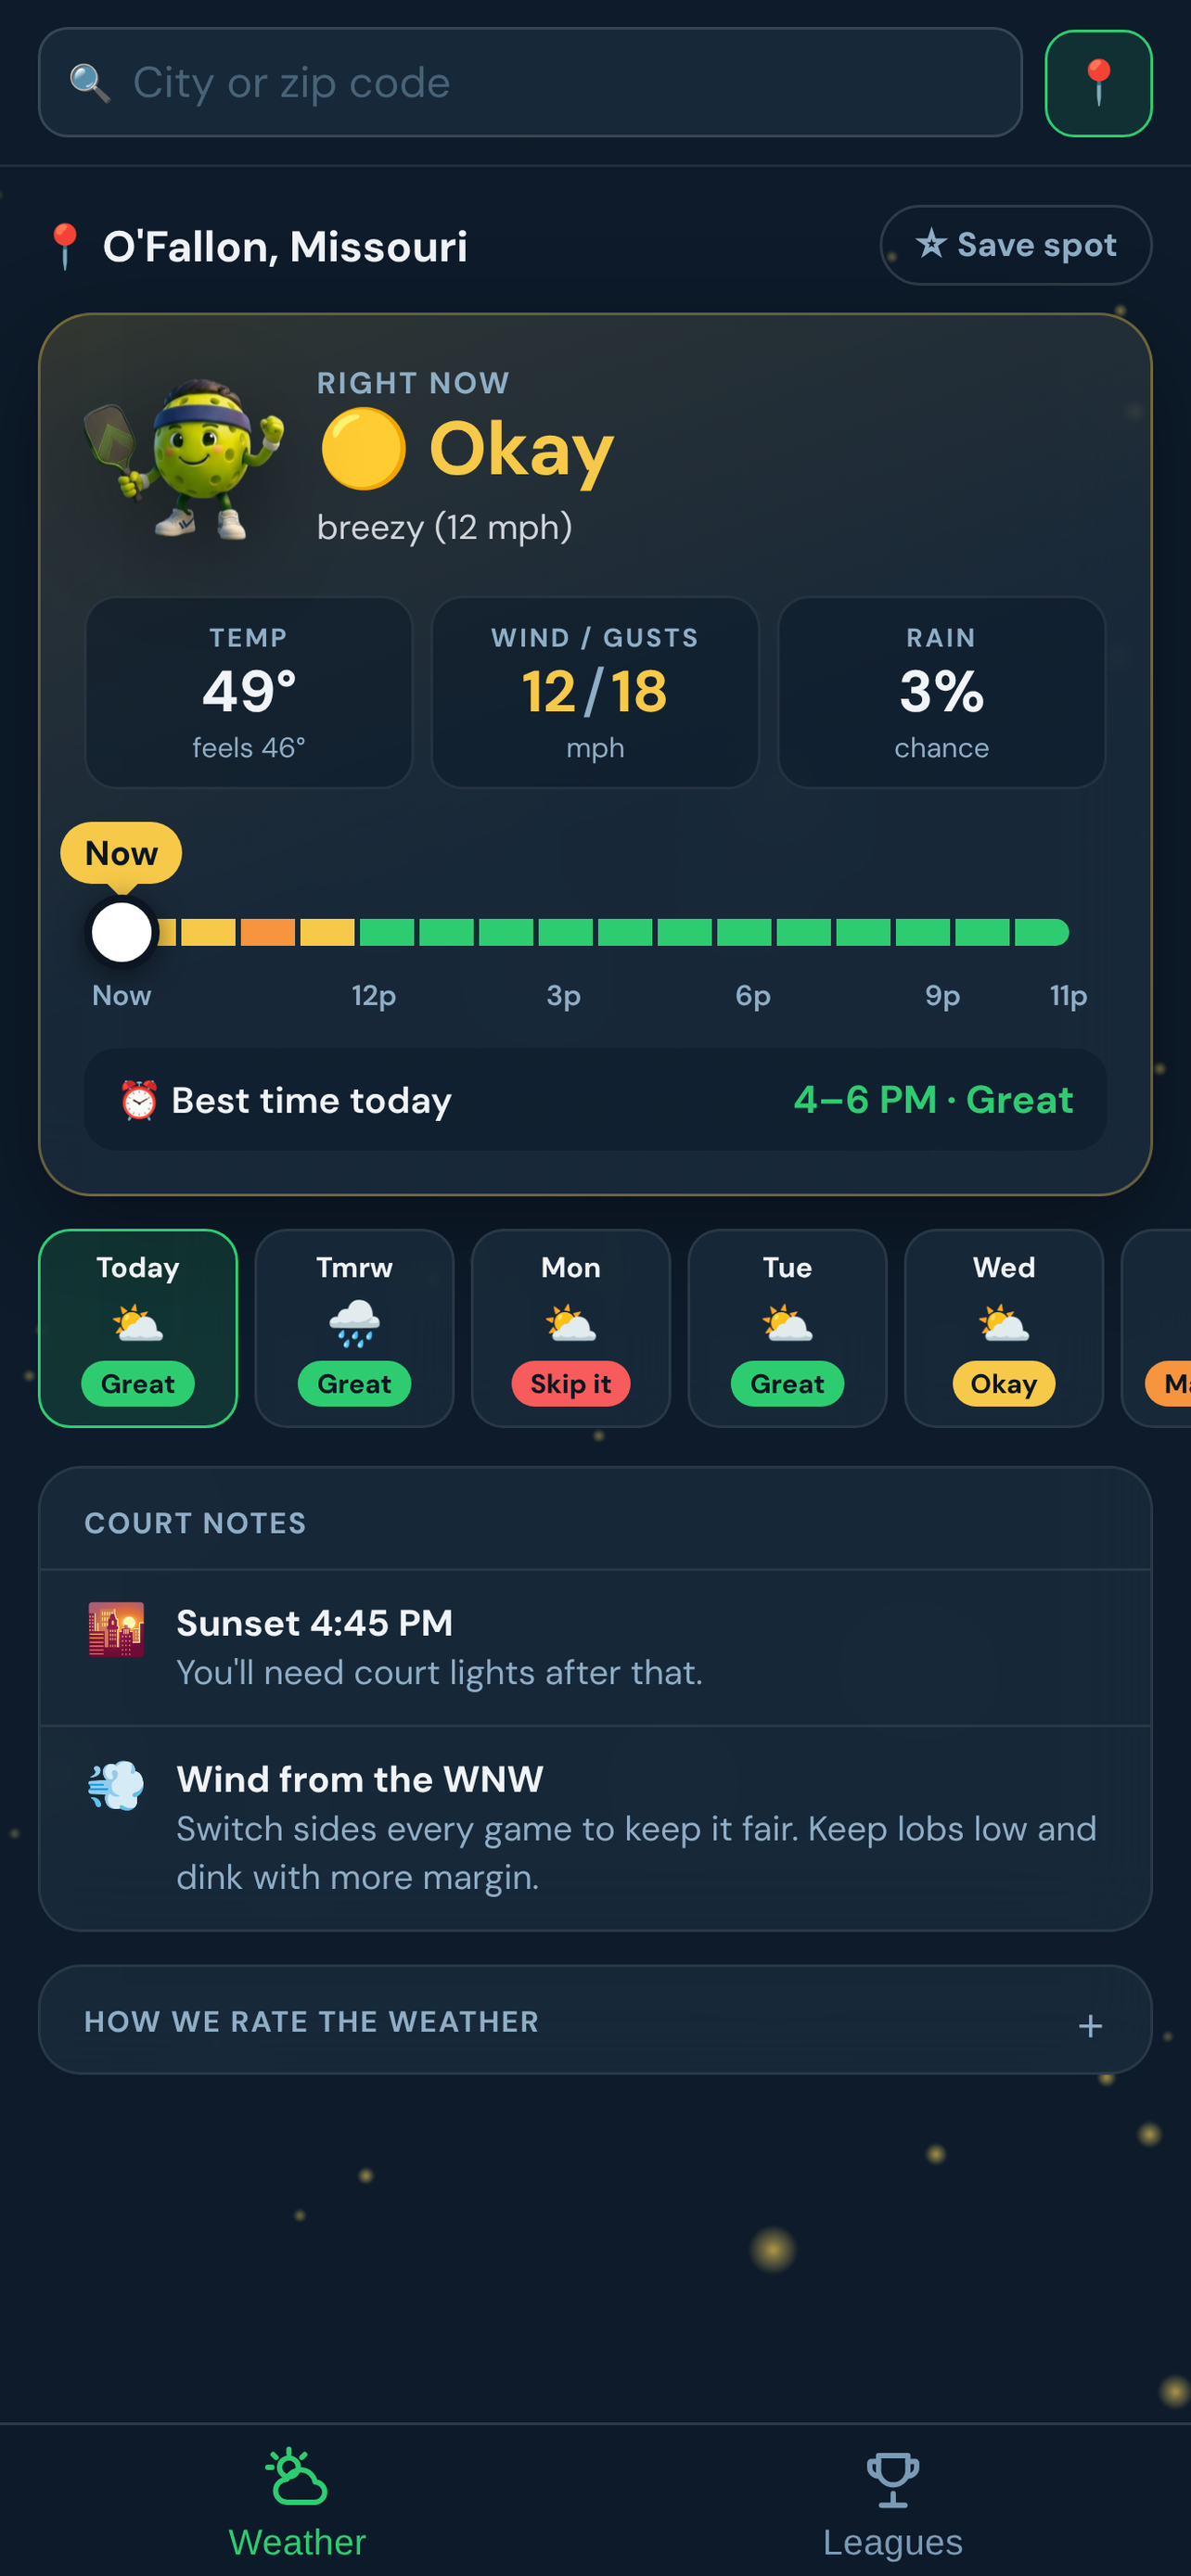 City or zip code
O'Fallon, Missouri
Save spot
RIGHT NOW
Okay
breezy (12 mph)
TEMP
49°
feels 46°
WIND / GUSTS
12/18
mph
RAIN
3%
chance
Now
Now 12p 3p 6p 9p 11p
Best time today
4–6 PM · Great
Today
Great
Tmrw
Great
Mon
Skip it
Tue
Great
Wed
Okay
COURT NOTES
Sunset 4:45 PM
You'll need court lights after that.
Wind from the WNW
Switch sides every game to keep it fair. Keep lobs low and
dink with more margin.
HOW WE RATE THE WEATHER
+
Weather
Leagues